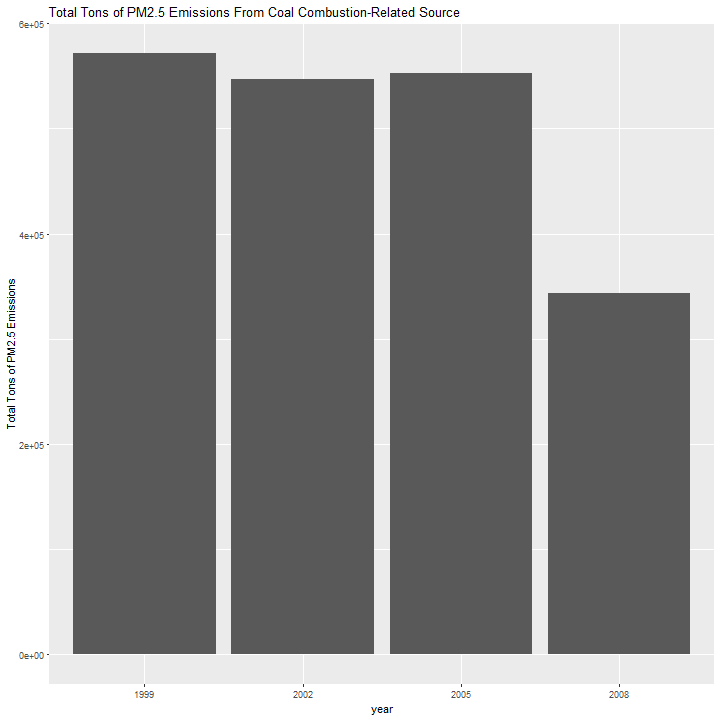 Total Tons of PM2.5 Emissions From Coal Combustion-Related Source
6e+05
4e+05
2e+05
0e+00
Total Tons of PM2.5 Emissions
1999 2002 2005 2008
year